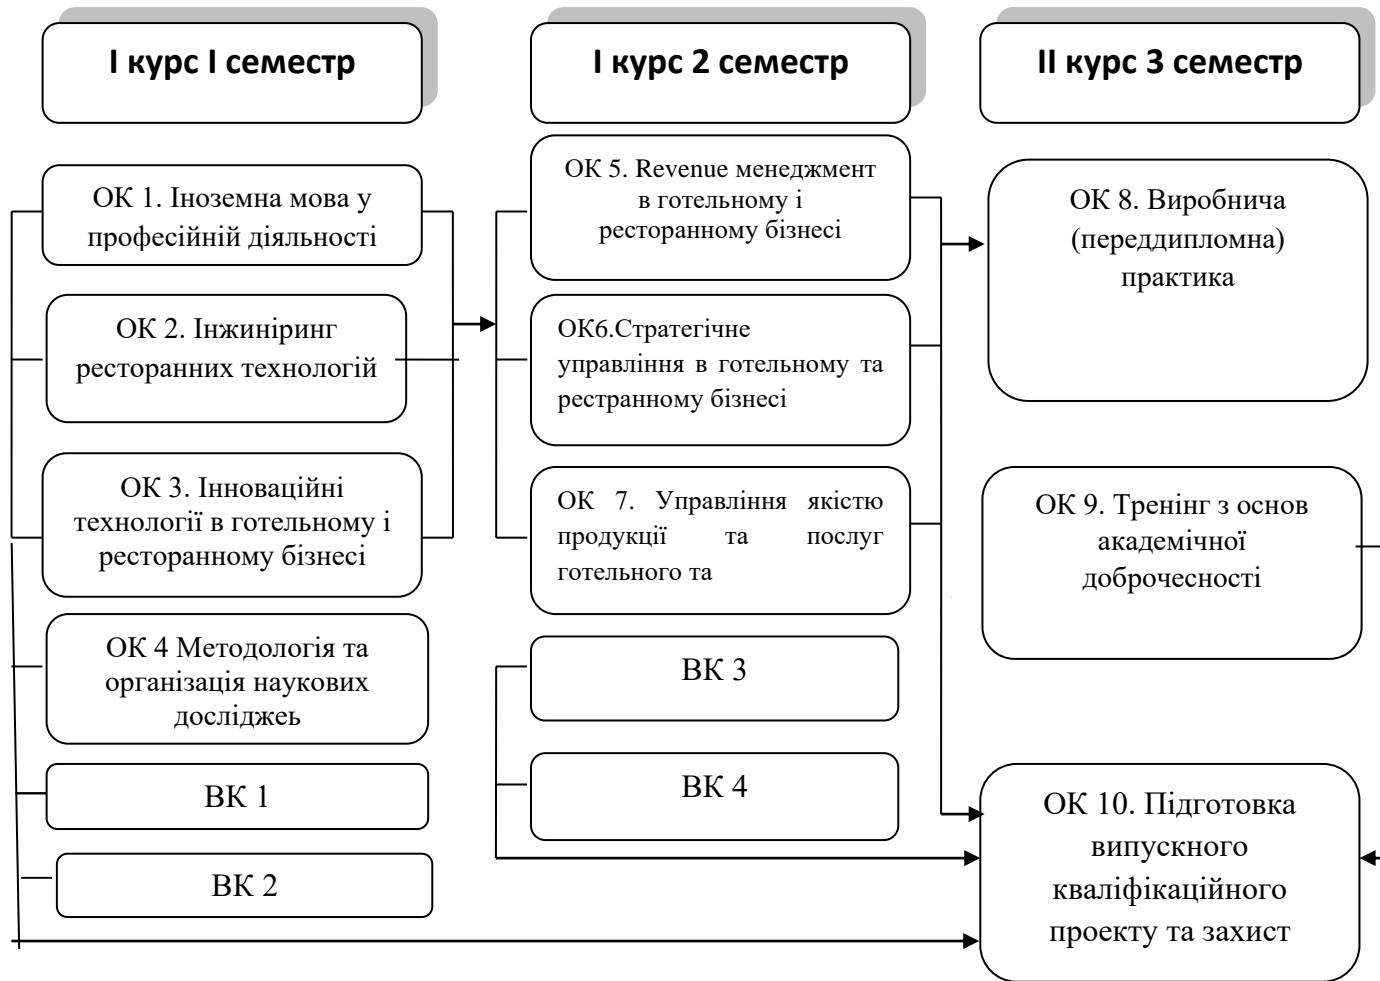 І курс І семестр
ОК 1. Іноземна мова у
професійній діяльності
ОК 2. Інжиніринг
ресторанних технологій
ОК 3. Інноваційні
технології в готельному і
ресторанному бізнесі
ОК 4 Методологія та
організація наукових
досліджеь
ВК 1
ВК 2
І курс 2 семестр
ОК 5. Revenue менеджмент
в готельному і
ресторанному бізнесі
ОК6.Стратегічне
управління в готельному та
рестранному бізнесі
ОК 7. Управління якістю
продукції та послуг
готельного та
ВК 3
ВК 4
ІІ курс 3 семестр
ОК 8. Виробнича
(переддипломна)
практика
ОК 9. Тренінг з основ
академічної
доброчесності
ОК 10. Підготовка
випускного
кваліфікаційного
проекту та захист